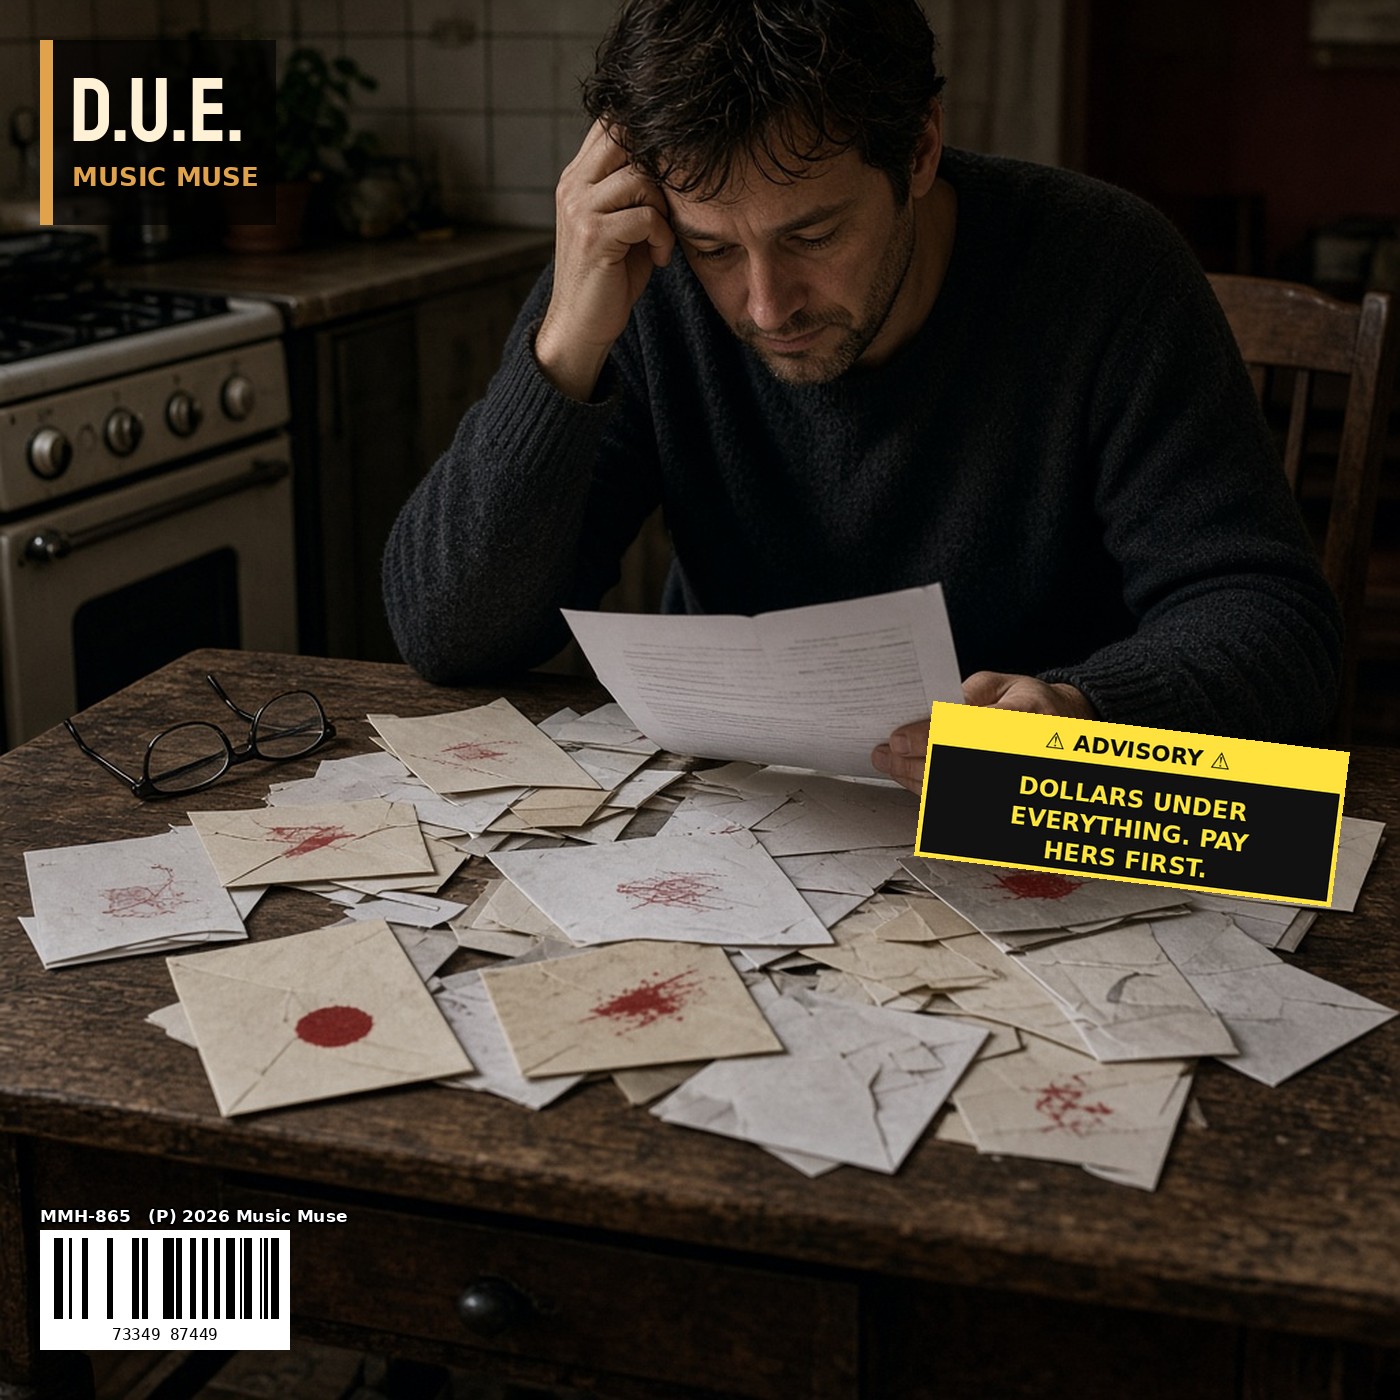 D.U.E.
MUSIC MUSE
⚠ ADVISORY ⚠
DOLLARS UNDER
EVERYTHING. PAY
HERS FIRST.
MMH-865 (P) 2026 Music Muse
73349 87449